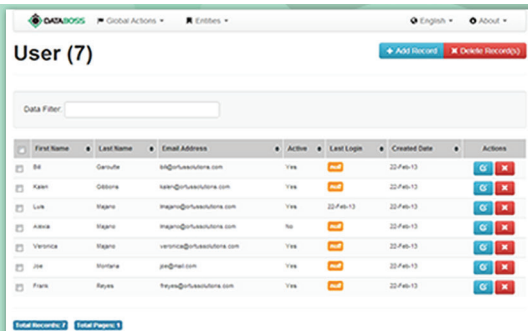 DATABOSS Global Actions Entities English About
User (7)
Add Record Delete Record(s)
Data Filter:
First Name Last Name Email Address Active Last Login Created Date Actions
Bill Garoutte bill@ortussolutions.com Yes null 22-Feb-13
Kalen Gibbons kalen@ortussolutions.com Yes null 22-Feb-13
Luis Majano lmajano@ortussolutions.com Yes 22-Feb-13 22-Feb-13
Alexia Majano lmajano@ortussolutions.com No null 22-Feb-13
Veronica Majano veronica@ortussolutions.com Yes null 22-Feb-13
Joe Montana joe@mail.com Yes null 22-Feb-13
Frank Reyes freyes@ortussolutions.com Yes null 22-Feb-13
Total Records: 7 Total Pages: 1